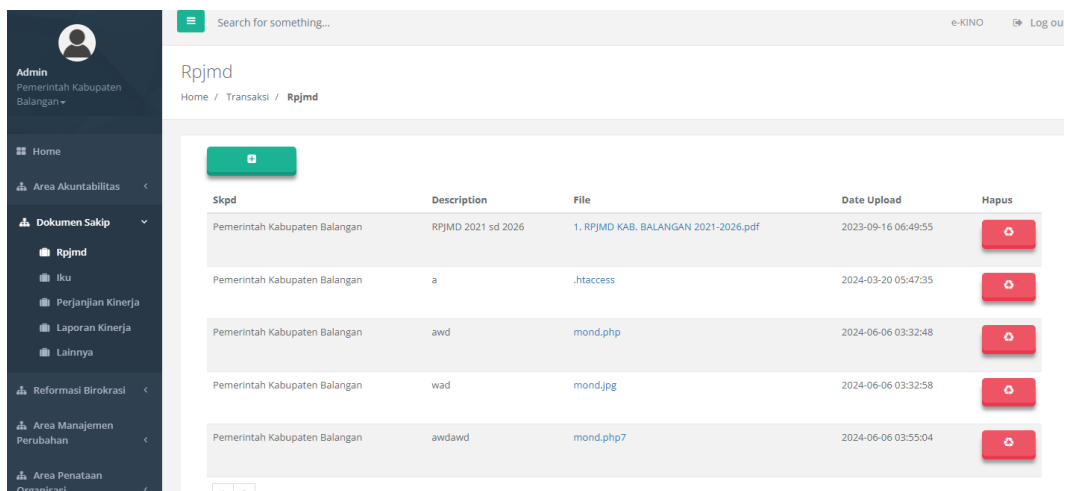 Search for something...
e-KINO
Log ou
Admin
Pemerintah Kabupaten
Balangan
Rpjmd
Home / Transaksi / Rpjmd
Home
Area Akuntabilitas
Dokumen Sakip
Rpjmd
Iku
Perjanjian Kinerja
Laporan Kinerja
Lainnya
Reformasi Birokrasi
Area Manajemen
Perubahan
Area Penataan
Organisasi
Skpd Description File Date Upload Hapus
Pemerintah Kabupaten Balangan RPJMD 2021 sd 2026 1. RPJMD KAB. BALANGAN 2021-2026.pdf 2023-09-16 06:49:55
Pemerintah Kabupaten Balangan a .htaccess 2024-03-20 05:47:35
Pemerintah Kabupaten Balangan awd mond.php 2024-06-06 03:32:48
Pemerintah Kabupaten Balangan wad mond.jpg 2024-06-06 03:32:58
Pemerintah Kabupaten Balangan awdawd mond.php7 2024-06-06 03:55:04